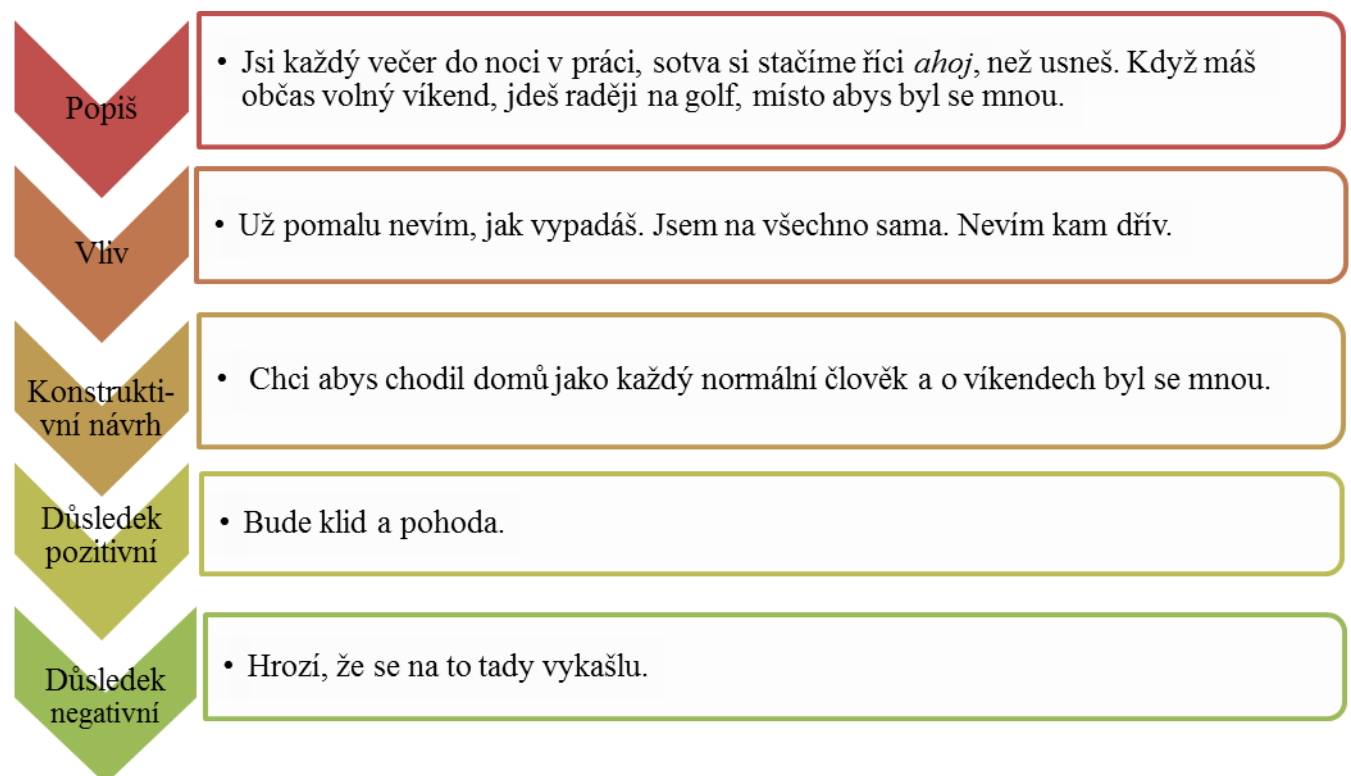 Popiš
• Jsi každý večer do noci v práci, sotva si stačíme říci ahoj, než usneš. Když máš
občas volný víkend, jdeš raději na golf, místo abys byl se mnou.
Vliv
• Už pomalu nevím, jak vypadáš. Jsem na všechno sama. Nevím kam dřív.
Konstrukti-
vní návrh
• Chci abys chodil domů jako každý normální člověk a o víkendech byl se mnou.
Důsledek
pozitivní
• Bude klid a pohoda.
Důsledek
negativní
• Hrozí, že se na to tady vykašlu.